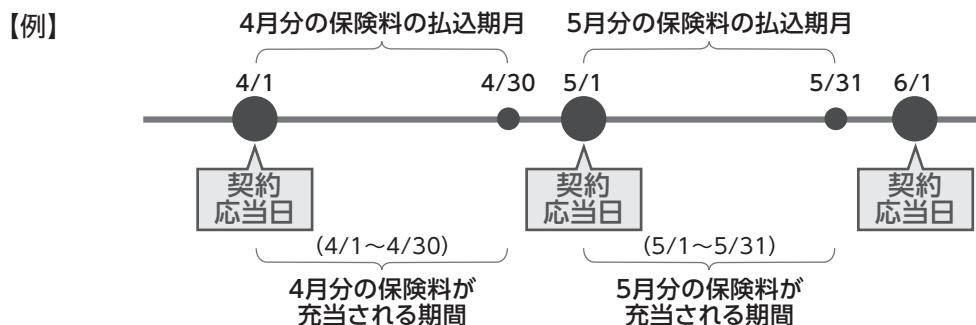 【例】
4月分の保険料の払込期月
5月分の保険料の払込期月
4/1
4/30
5/1
5/31
6/1
契約
応当日
契約
応当日
契約
応当日
(4/1〜4/30)
(5/1〜5/31)
4月分の保険料が
充当される期間
5月分の保険料が
充当される期間